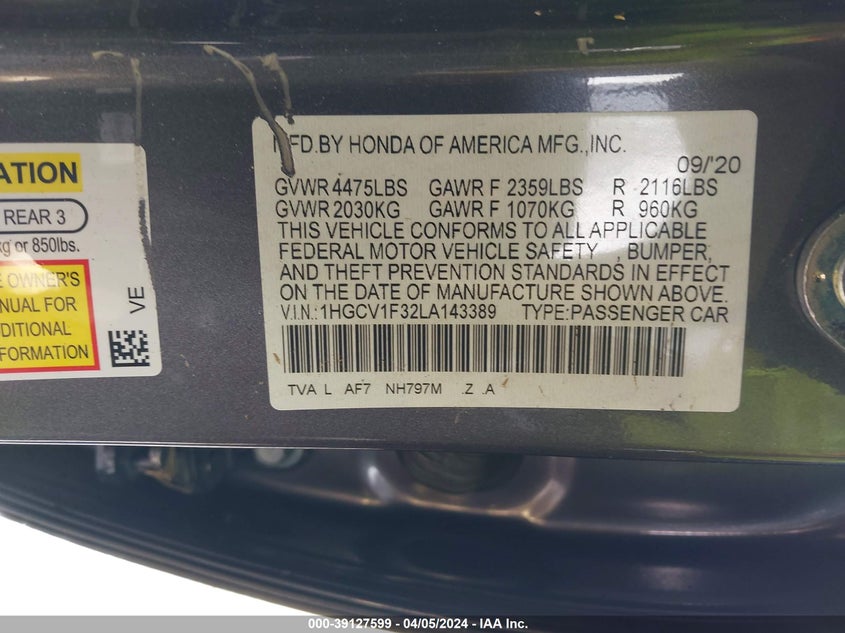 ATION
REAR 3
kg or 850lbs.
OWNER'S
MANUAL FOR
DITIONAL
FORMATION
VE
MFD.BY HONDA OF AMERICA MFG.,INC.
09/'20
GVWR 4475LBS GAWR F 2359LBS R 2116LBS
GVWR 2030KG GAWR F 1070KG R 960KG
THIS VEHICLE CONFORMS TO ALL APPLICABLE
FEDERAL MOTOR VEHICLE SAFETY , BUMPER,
AND THEFT PREVENTION STANDARDS IN EFFECT
ON THE DATE OF MANUFACTURE SHOWN ABOVE.
V.I.N.:1HGCV1F32LA143389 TYPE:PASSENGER CAR
TVA L AF7 NH797M .Z .A
000-39127599 - 04/05/2024 - IAA Inc.